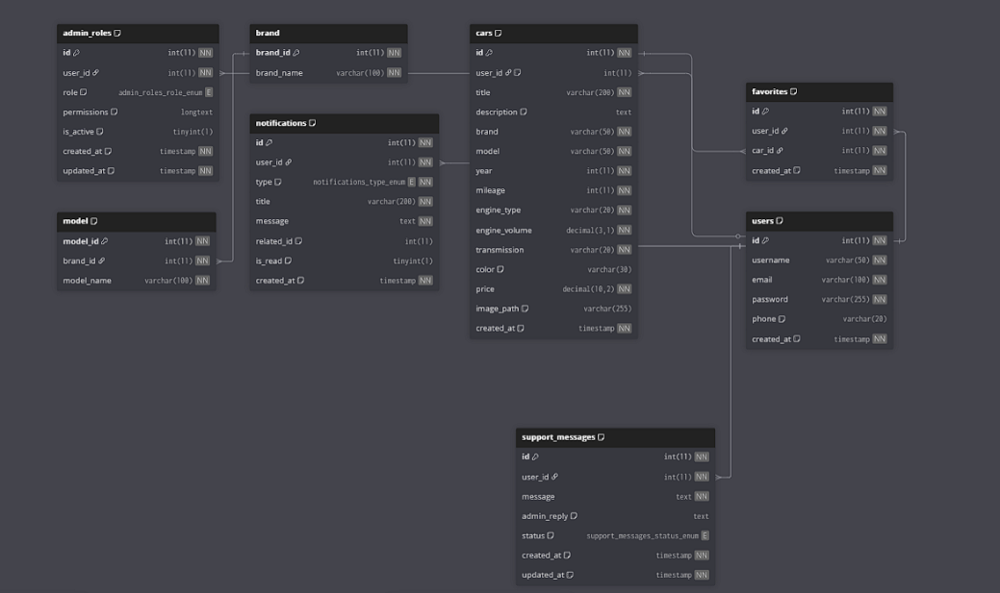 admin_roles
id int(11) NN
user_id int(11) NN
role admin_roles_role_enum E
permissions longtext
is_active tinyint(1)
created_at timestamp NN
updated_at timestamp NN
brand
brand_id int(11) NN
brand_name varchar(100) NN
notifications
id int(11) NN
user_id int(11) NN
type notifications_type_enum E NN
title varchar(200) NN
message text NN
related_id int(11)
is_read tinyint(1)
created_at timestamp NN
model
model_id int(11) NN
brand_id int(11) NN
model_name varchar(100) NN
cars
id int(11) NN
user_id int(11)
title varchar(200) NN
description text
brand varchar(50) NN
model varchar(50) NN
year int(11) NN
mileage int(11) NN
engine_type varchar(20) NN
engine_volume decimal(3,1) NN
transmission varchar(20) NN
color varchar(30)
price decimal(10,2) NN
image_path varchar(255)
created_at timestamp NN
favorites
id int(11) NN
user_id int(11) NN
car_id int(11) NN
created_at timestamp NN
users
id int(11) NN
username varchar(50) NN
email varchar(100) NN
password varchar(255) NN
phone varchar(20)
created_at timestamp NN
support_messages
id int(11) NN
user_id int(11) NN
message text NN
admin_reply text
status support_messages_status_enum E
created_at timestamp NN
updated_at timestamp NN